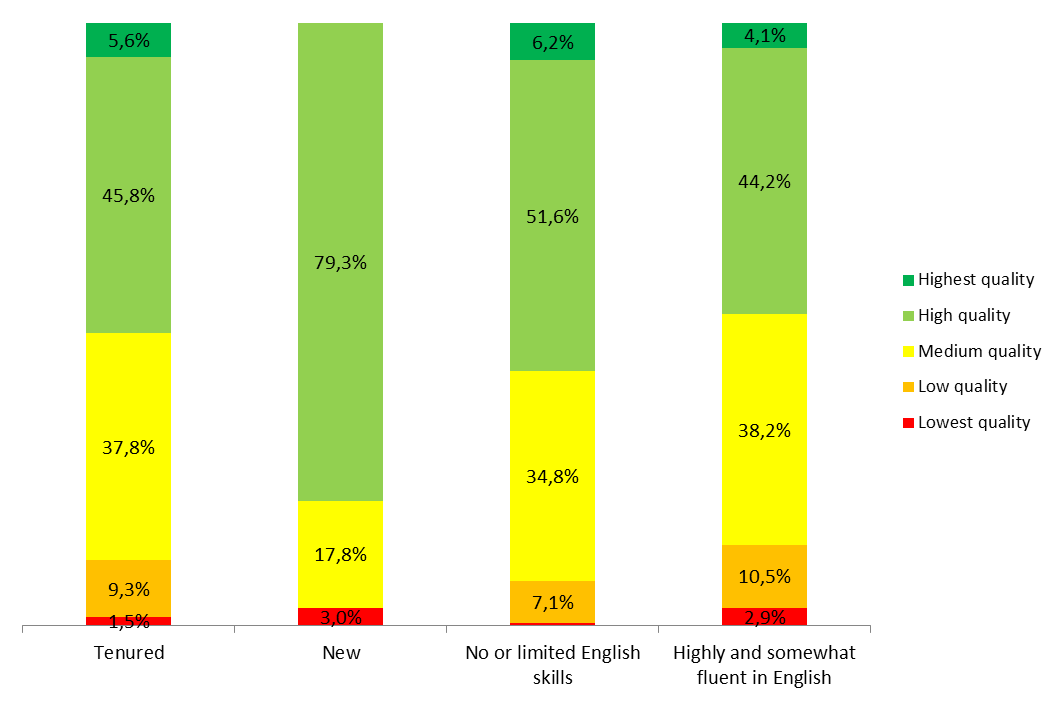 5,6%
45,8%
37,8%
9,3%
1,5%
79,3%
17,8%
3,0%
6,2%
51,6%
34,8%
7,1%
4,1%
44,2%
38,2%
10,5%
2,9%
Tenured
New
No or limited English
skills
Highly and somewhat
fluent in English
Highest quality
High quality
Medium quality
Low quality
Lowest quality